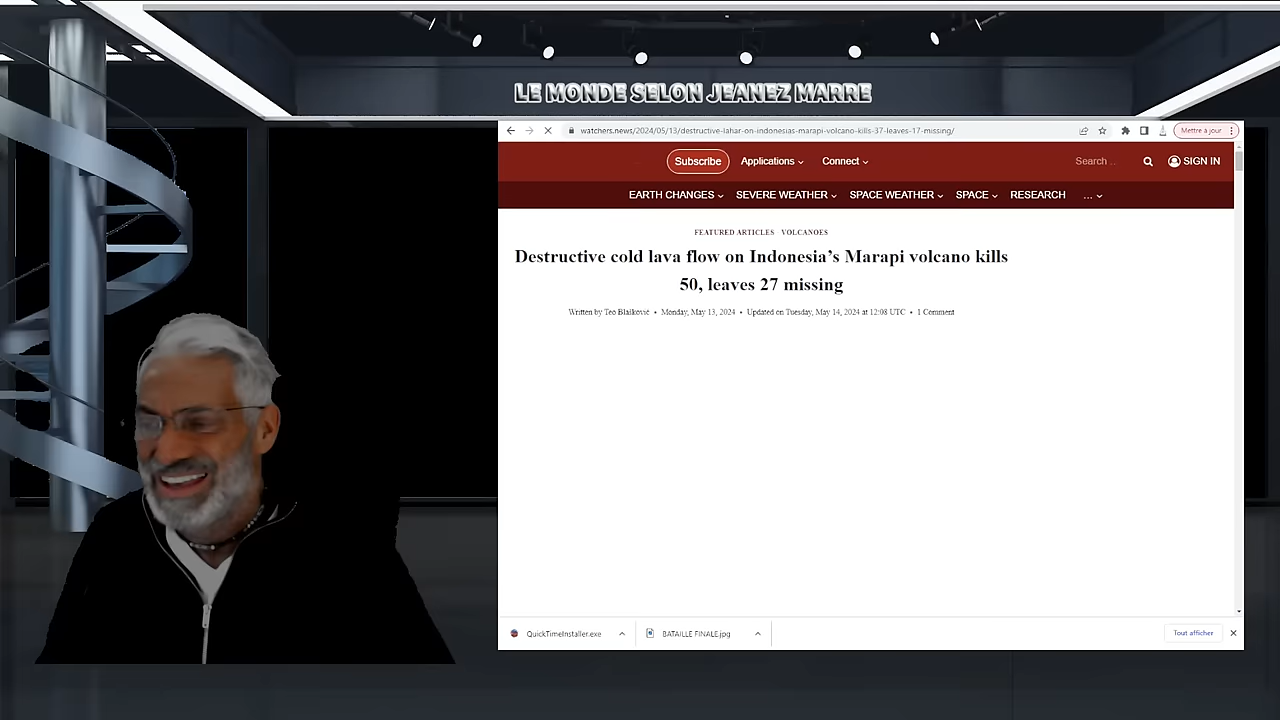 LE MONDE SELON JEANEZ MARRE
watchers.news/2024/05/13/destructive-lahar-on-indonesias-marapi-volcano-kills-37-leaves-17-missing/
Mettre à jour
Subscribe Applications Connect Search ... SIGN IN
EARTH CHANGES SEVERE WEATHER SPACE WEATHER SPACE RESEARCH ...
FEATURED ARTICLES · VOLCANOES
Destructive cold lava flow on Indonesia's Marapi volcano kills
50, leaves 27 missing
Written by Teo Blašković • Monday, May 13, 2024 • Updated on Tuesday, May 14, 2024 at 12:08 UTC • 1 Comment
QuickTimeInstaller.exe BATAILLE FINALE.jpg Tout afficher